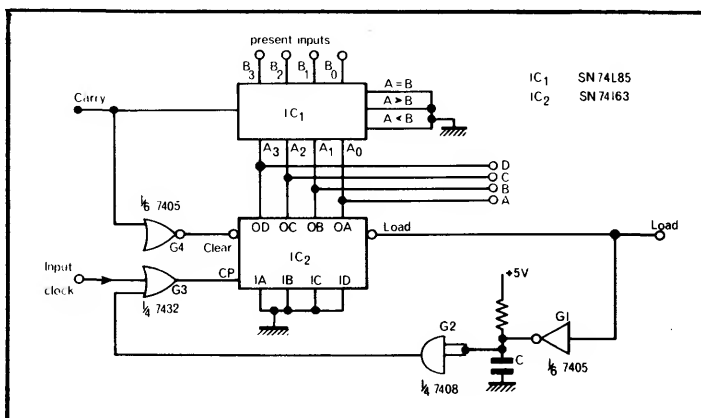 present inputs
B3 B2 B1 B0
IC1 SN 74L85
IC2 SN 74I63
Carry
IC1
A = B
A > B
A < B
A3 A2 A1 A0
D
C
B
A
1/6 7405
G4
Clear
OD OC OB OA
Load
Load
IC2
Input clock
CP
G3
1/4 7432
IA IB IC ID
+5V
G2
G1
C
1/4 7408
1/6 7405